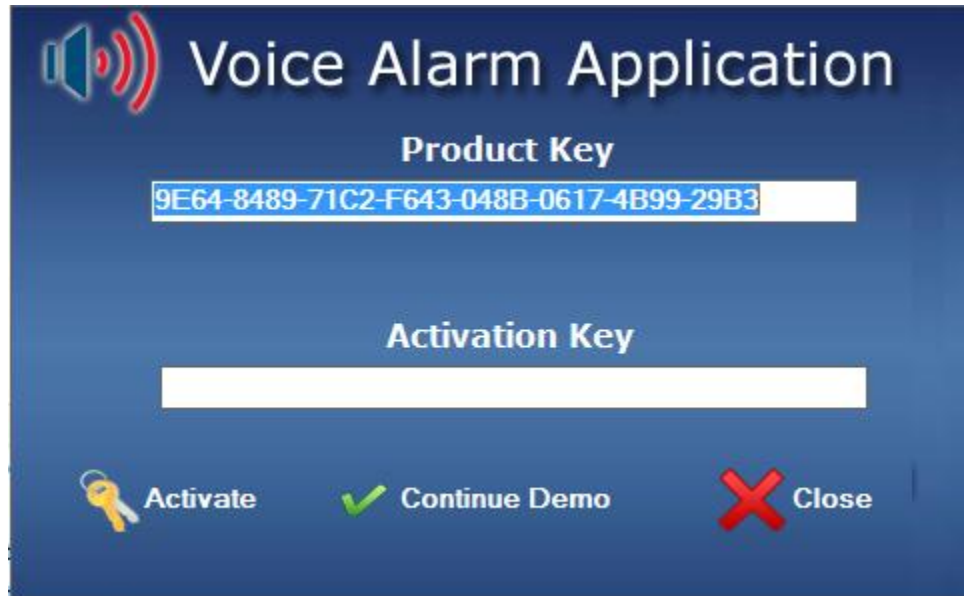 Voice Alarm Application
Product Key
9E64-8489-71C2-F643-048B-0617-4B99-29B3
Activation Key
Activate Continue Demo Close